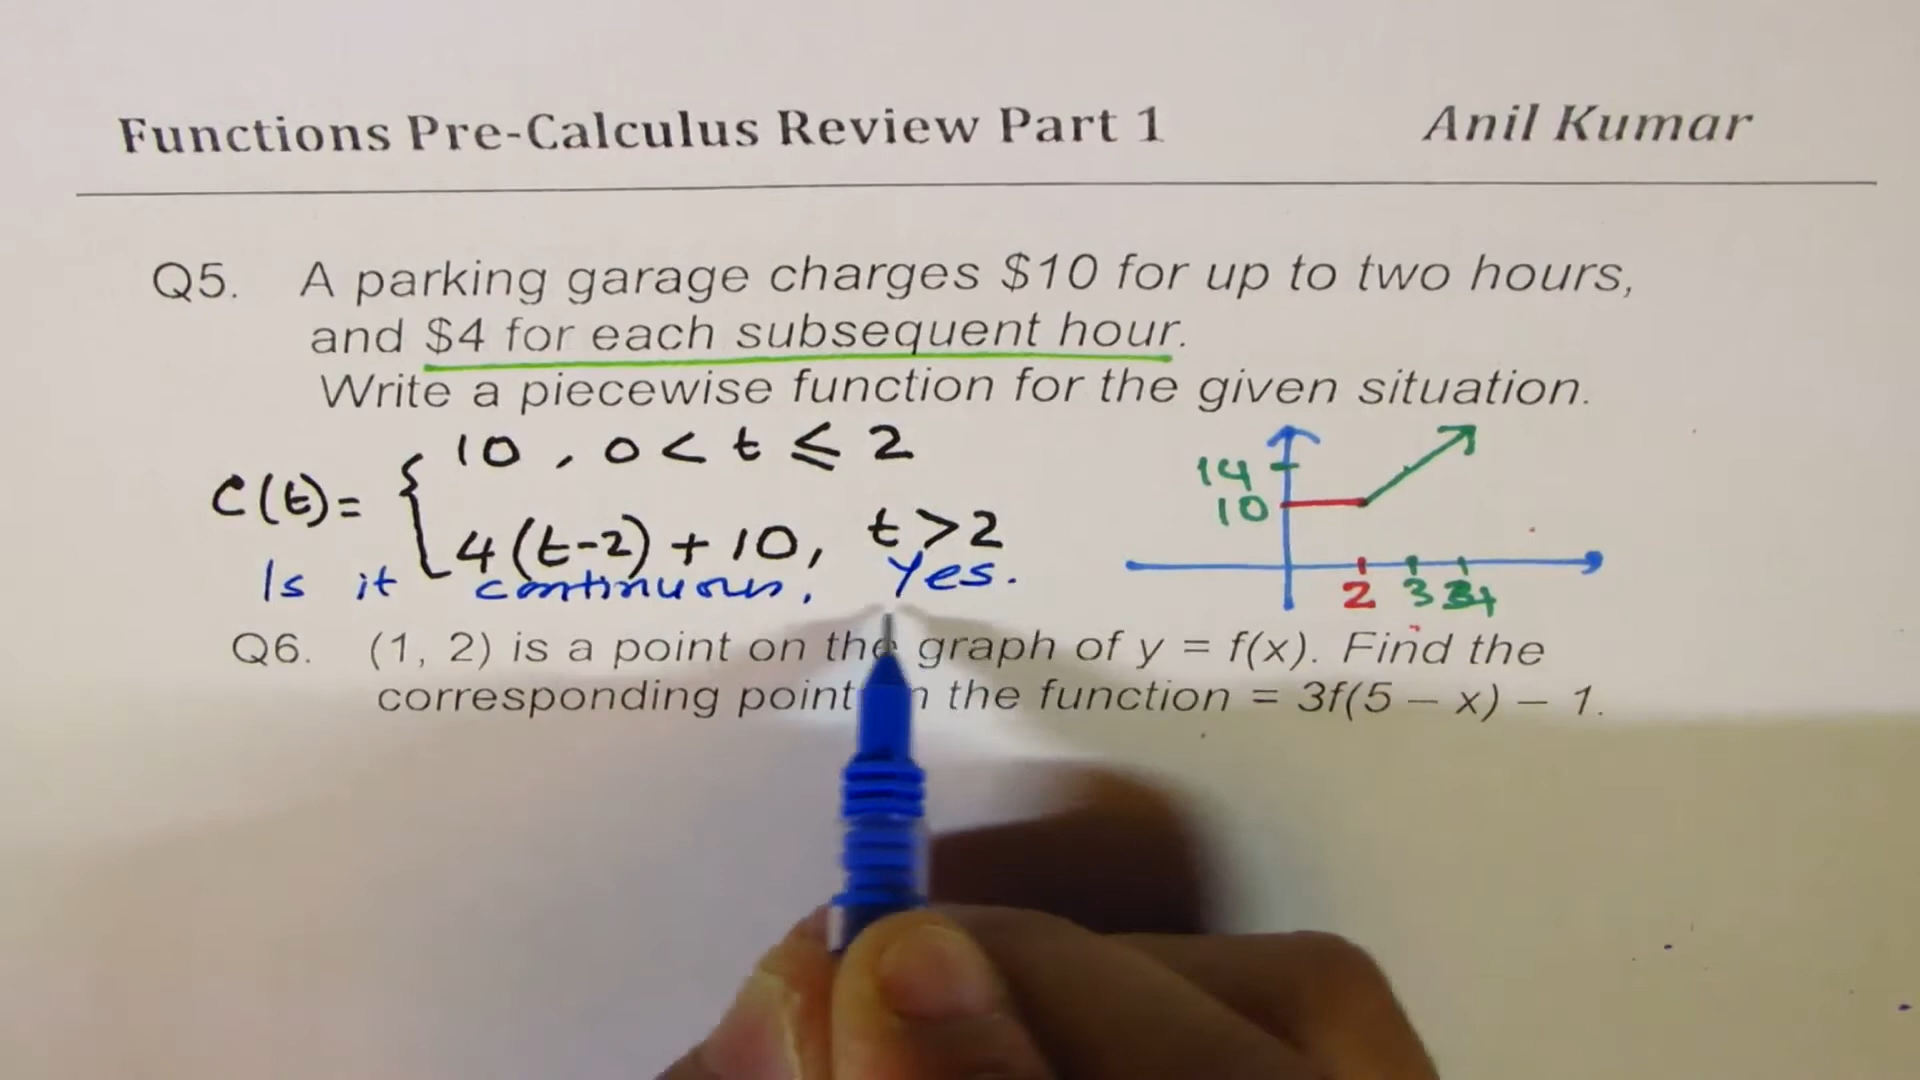 Functions Pre-Calculus Review Part 1 Anil Kumar
Q5. A parking garage charges $10 for up to two hours,
and $4 for each subsequent hour.
Write a piecewise function for the given situation.
C(t)= { 10 , 0 < t ≤ 2
4(t-2) + 10, t > 2
Is it continuous, Yes.
14
10
2 3 4
Q6. (1, 2) is a point on the graph of y = f(x). Find the
corresponding point the function = 3f(5 – x) – 1.